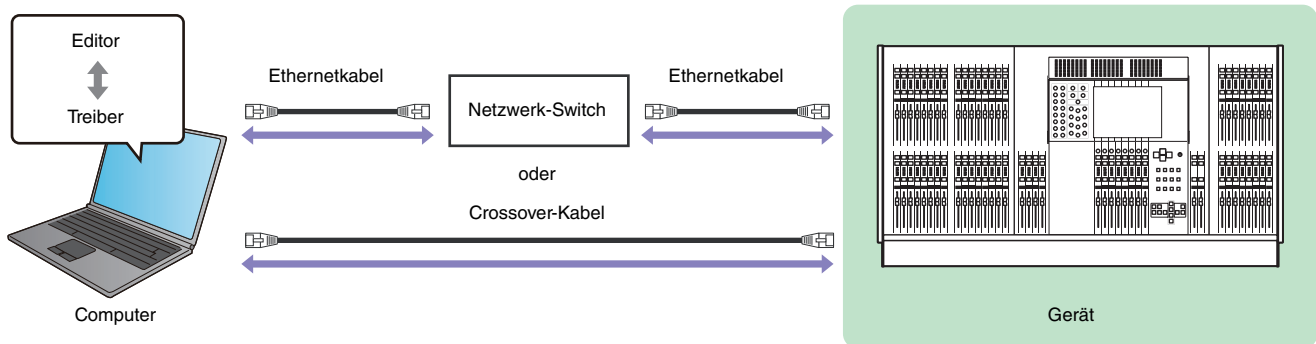 Editor
Treiber
Ethernetkabel
Netzwerk-Switch
Ethernetkabel
oder
Crossover-Kabel
Computer
Gerät